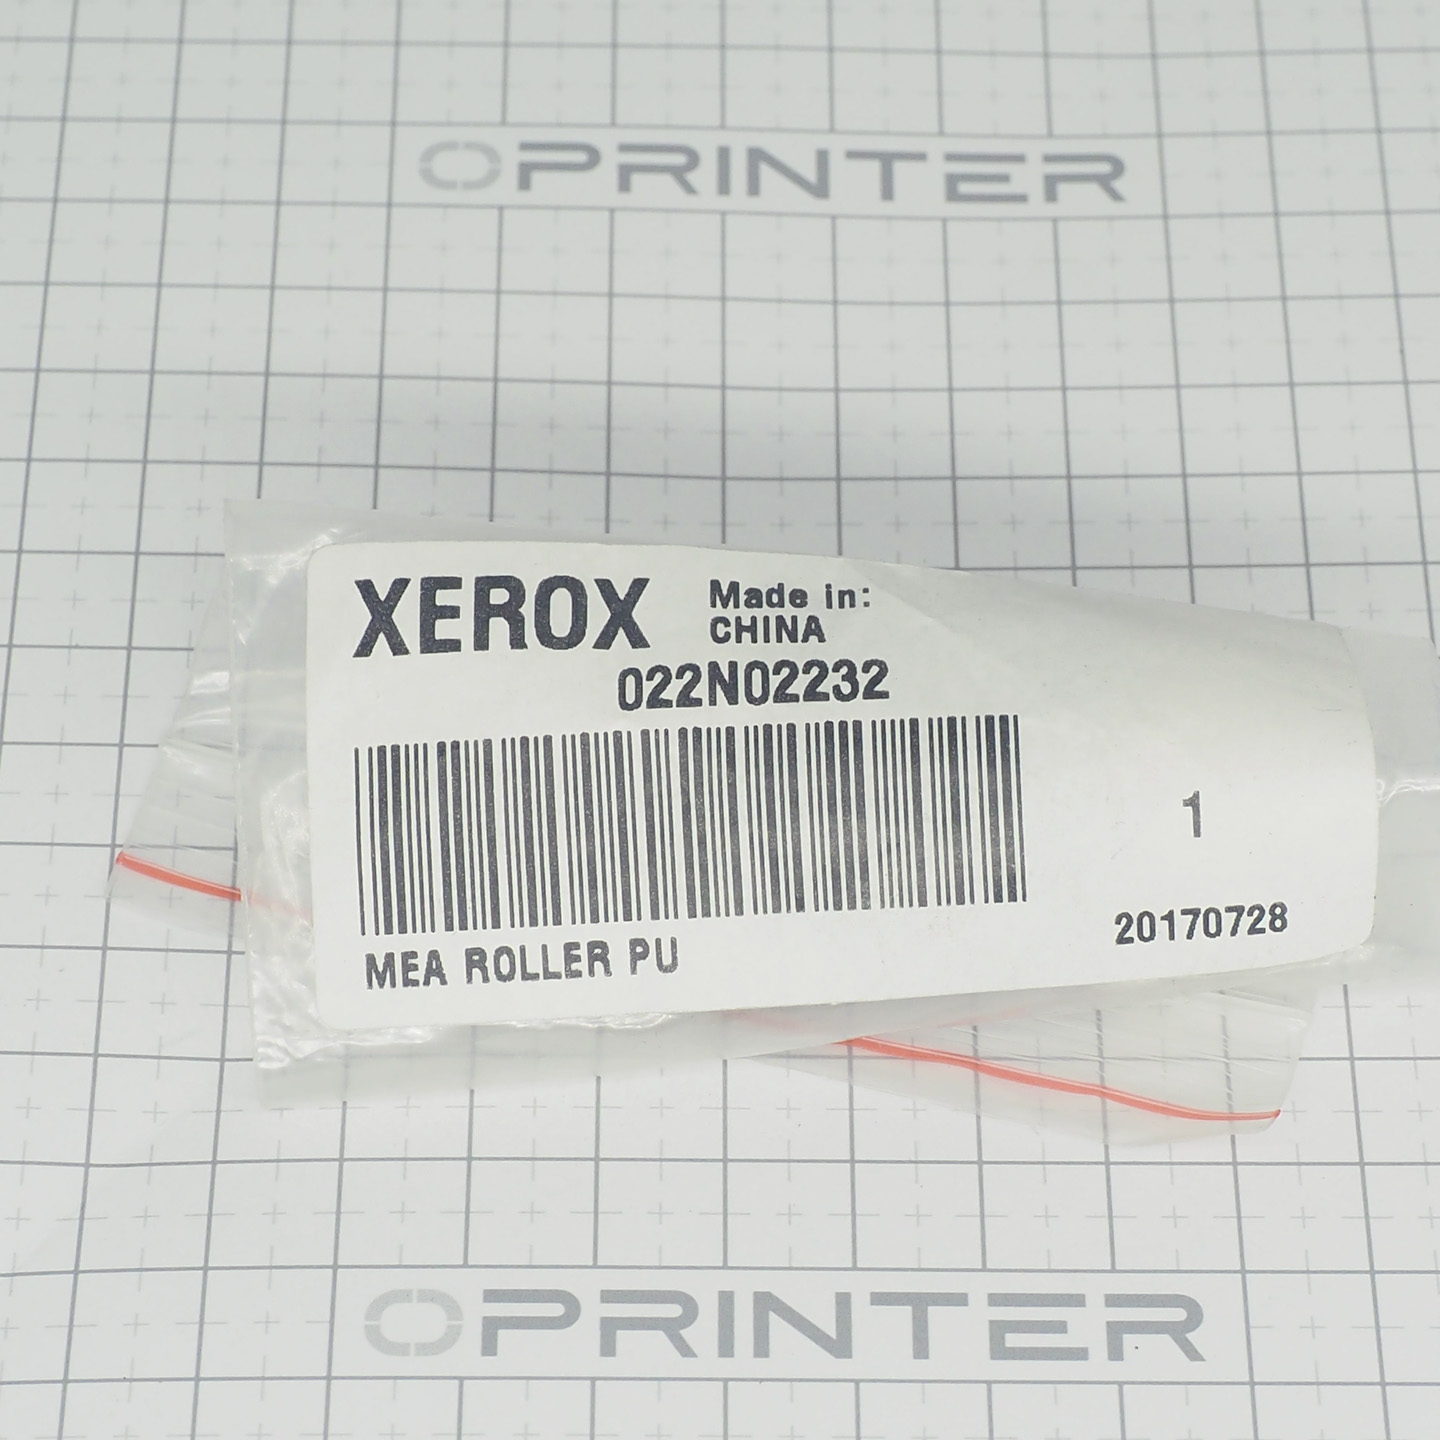 OPRINTER
XEROX
Made in:
CHINA
022N02232
1
20170728
MEA ROLLER PU
OPRINTER